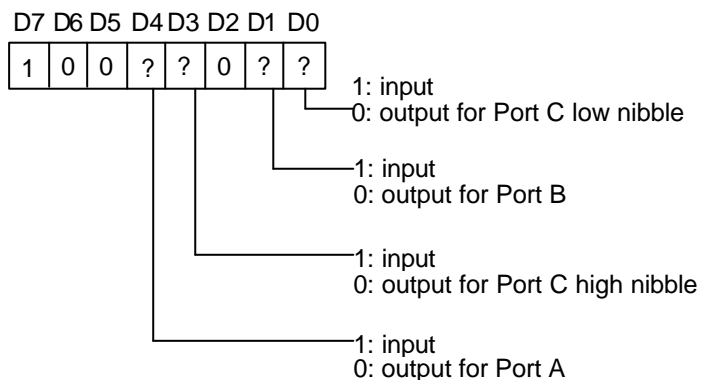 D7 D6 D5 D4 D3 D2 D1 D0
1 0 0 ? ? 0 ? ?
1: input
0: output for Port C low nibble
1: input
0: output for Port B
1: input
0: output for Port C high nibble
1: input
0: output for Port A